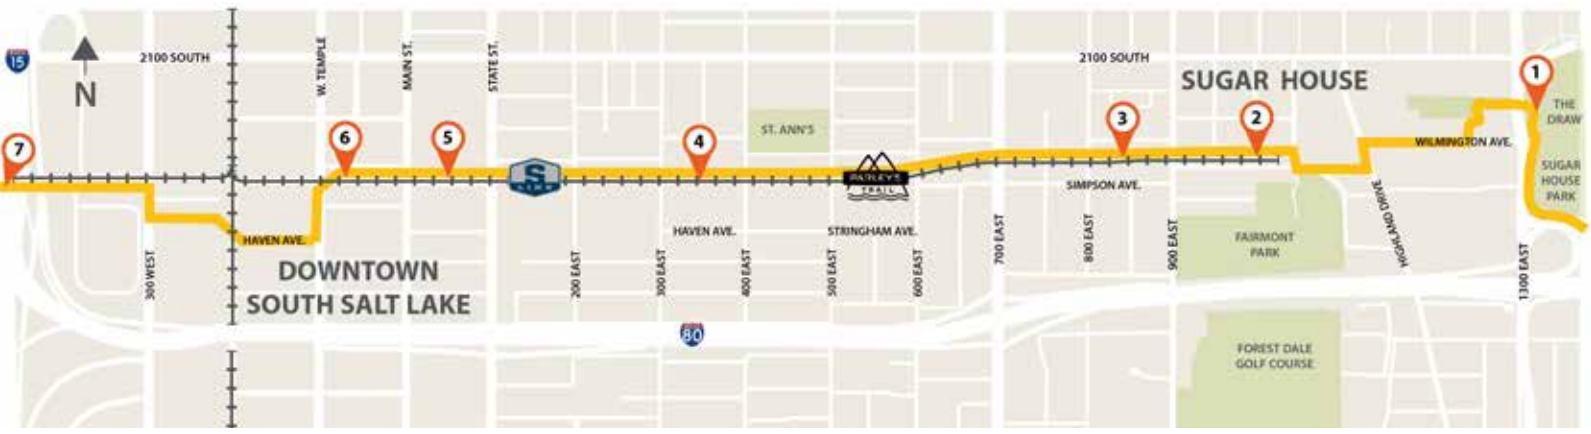 15
N
2100 SOUTH
W. TEMPLE
MAIN ST.
STATE ST.
2100 SOUTH
SUGAR HOUSE
1
THE
DRAW
7
6
5
4
ST. ANN'S
3
2
WILMINGTON AVE.
S
LINE
PARLEY'S
TRAIL
SIMPSON AVE.
SUGAR
HOUSE
PARK
HAVEN AVE.
HAVEN AVE.
STRINGHAM AVE.
DOWNTOWN
SOUTH SALT LAKE
300 WEST
200 EAST
300 EAST
400 EAST
500 EAST
600 EAST
700 EAST
800 EAST
900 EAST
FAIRMONT
PARK
HIGHLAND DRIVE
1300 EAST
80
FOREST DALE
GOLF COURSE